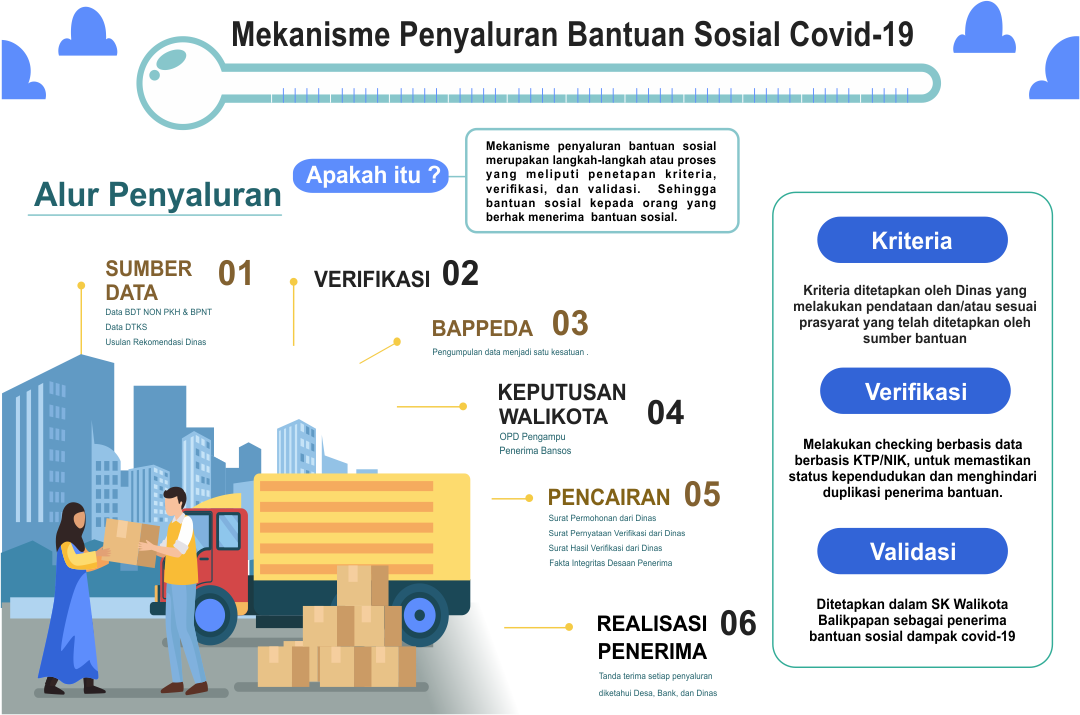 Mekanisme Penyaluran Bantuan Sosial Covid-19
Apakah itu ?
Mekanisme penyaluran bantuan sosial
merupakan langkah-langkah atau proses
yang meliputi penetapan kriteria,
verifikasi, dan validasi. Sehingga
bantuan sosial kepada orang yang
berhak menerima bantuan sosial.
Alur Penyaluran
SUMBER
DATA
01
Data BDT NON PKH & BPNT
Data DTKS
Usulan Rekomendasi Dinas
VERIFIKASI 02
BAPPEDA 03
Pengumpulan data menjadi satu kesatuan .
KEPUTUSAN
WALIKOTA
04
OPD Pengampu
Penerima Bansos
PENCAIRAN 05
Surat Permohonan dari Dinas
Surat Pernyataan Verifikasi dari Dinas
Surat Hasil Verifikasi dari Dinas
Fakta Integritas Desaan Penerima
REALISASI
PENERIMA
06
Tanda terima setiap penyaluran
diketahui Desa, Bank, dan Dinas
Kriteria
Kriteria ditetapkan oleh Dinas yang
melakukan pendataan dan/atau sesuai
prasyarat yang telah ditetapkan oleh
sumber bantuan
Verifikasi
Melakukan checking berbasis data
berbasis KTP/NIK, untuk memastikan
status kependudukan dan menghindari
duplikasi penerima bantuan.
Validasi
Ditetapkan dalam SK Walikota
Balikpapan sebagai penerima
bantuan sosial dampak covid-19